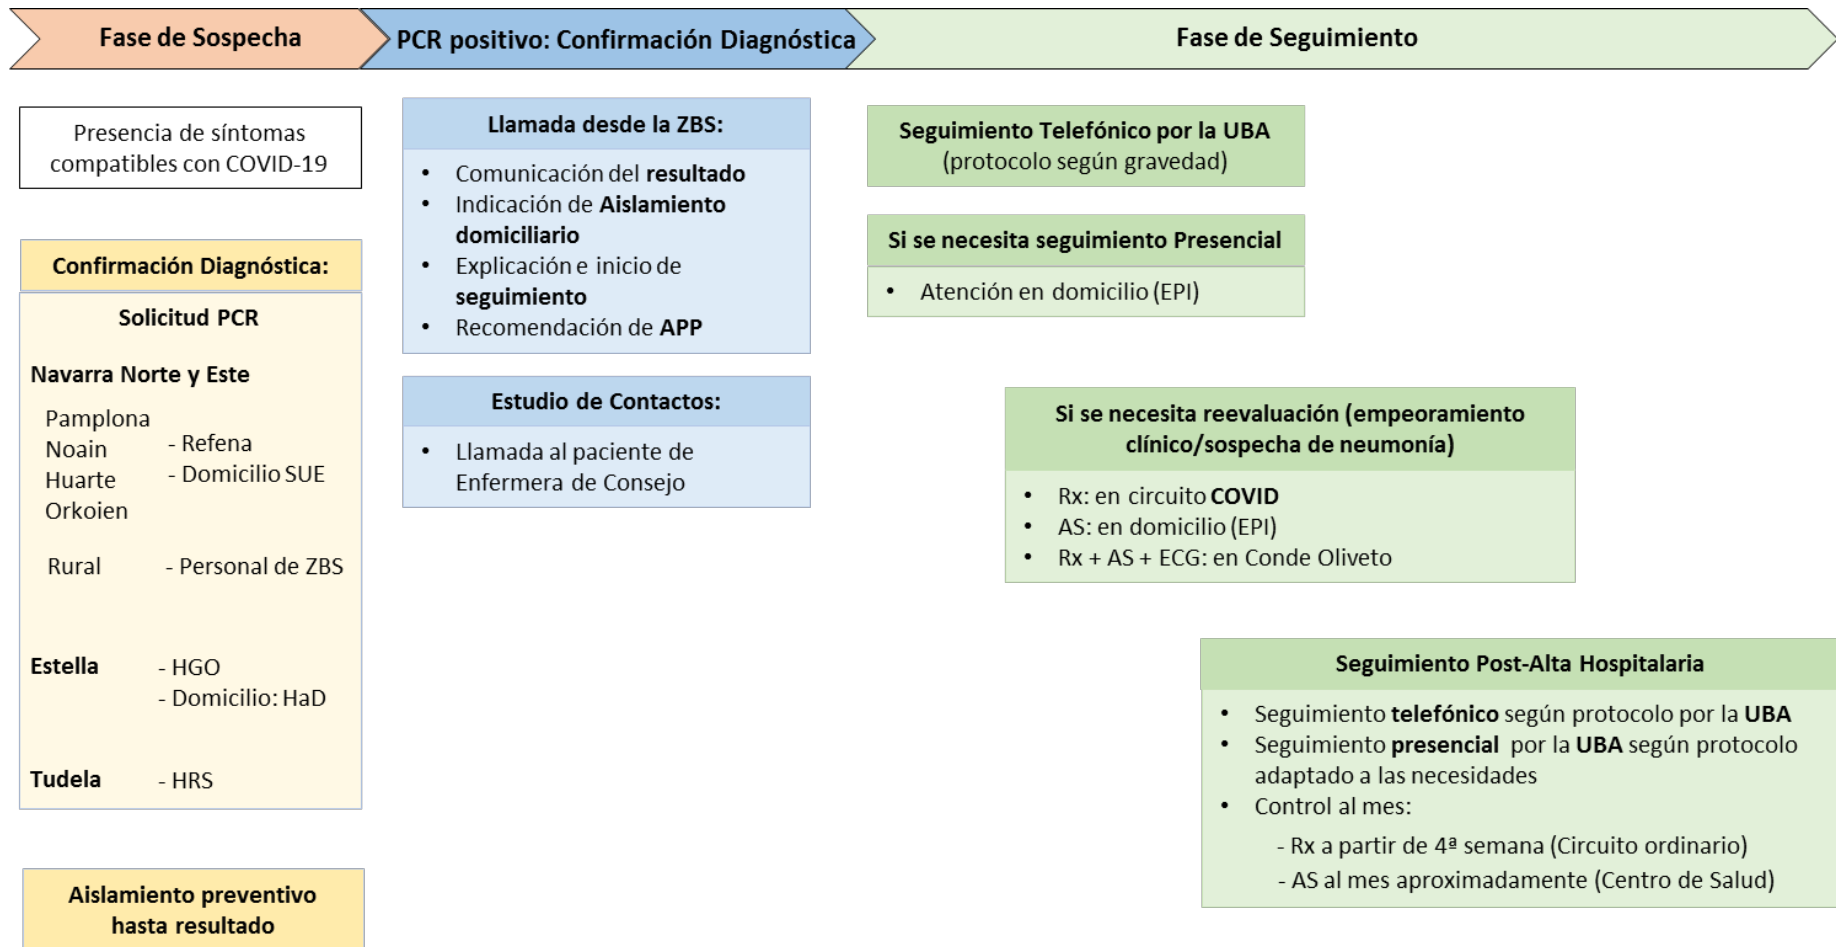 Fase de Sospecha
PCR positivo: Confirmación Diagnóstica
Fase de Seguimiento
Presencia de síntomas
compatibles con COVID-19
Confirmación Diagnóstica:
Solicitud PCR
Navarra Norte y Este
Pamplona
Noain
Huarte
Orkoien
- Refena
- Domicilio SUE
Rural - Personal de ZBS
Estella - HGO
- Domicilio: HaD
Tudela - HRS
Aislamiento preventivo
hasta resultado
Llamada desde la ZBS:
• Comunicación del resultado
• Indicación de Aislamiento
domiciliario
• Explicación e inicio de
seguimiento
• Recomendación de APP
Estudio de Contactos:
• Llamada al paciente de
Enfermera de Consejo
Seguimiento Telefónico por la UBA
(protocolo según gravedad)
Si se necesita seguimiento Presencial
• Atención en domicilio (EPI)
Si se necesita reevaluación (empeoramiento
clínico/sospecha de neumonía)
• Rx: en circuito COVID
• AS: en domicilio (EPI)
• Rx + AS + ECG: en Conde Oliveto
Seguimiento Post-Alta Hospitalaria
• Seguimiento telefónico según protocolo por la UBA
• Seguimiento presencial por la UBA según protocolo
adaptado a las necesidades
• Control al mes:
- Rx a partir de 4ª semana (Circuito ordinario)
- AS al mes aproximadamente (Centro de Salud)